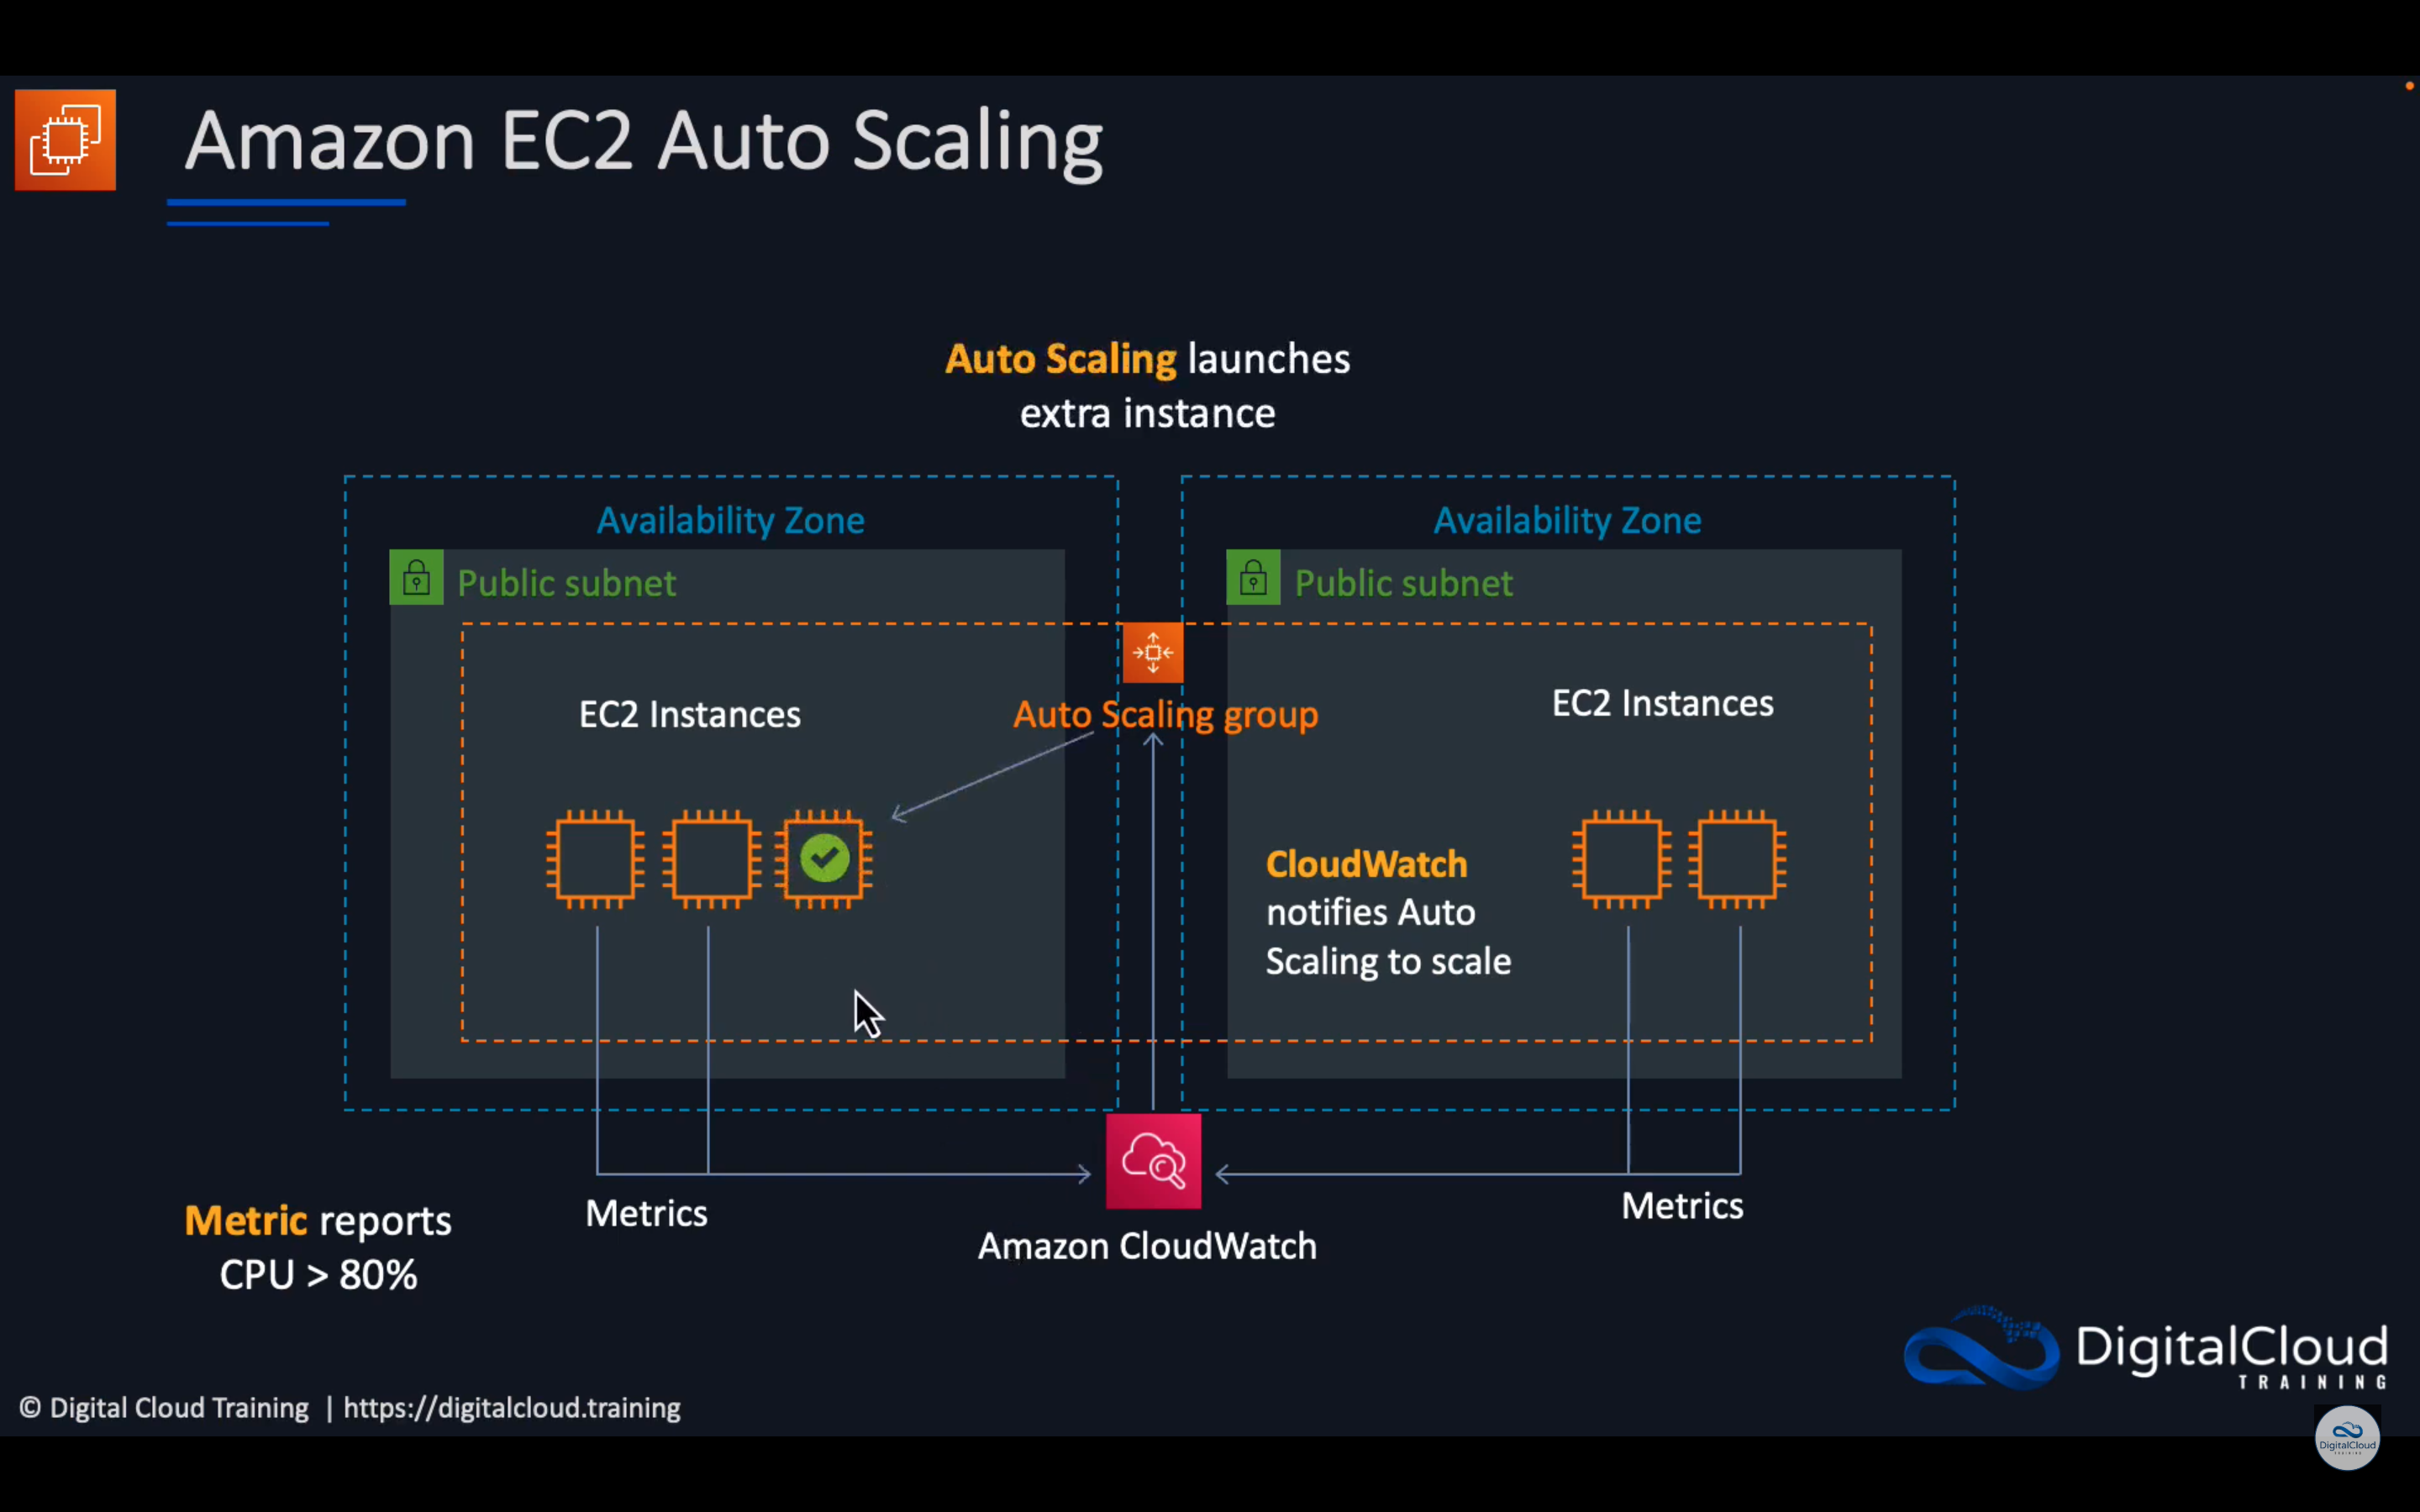 Amazon EC2 Auto Scaling
Auto Scaling launches
extra instance
Availability Zone
Availability Zone
Public subnet
Public subnet
EC2 Instances
Auto Scaling group
EC2 Instances
CloudWatch
notifies Auto
Scaling to scale
Metric reports
CPU > 80%
Metrics
Amazon CloudWatch
Metrics
DigitalCloud
TRAINING
© Digital Cloud Training | https://digitalcloud.training
DigitalCloud
TRAINING